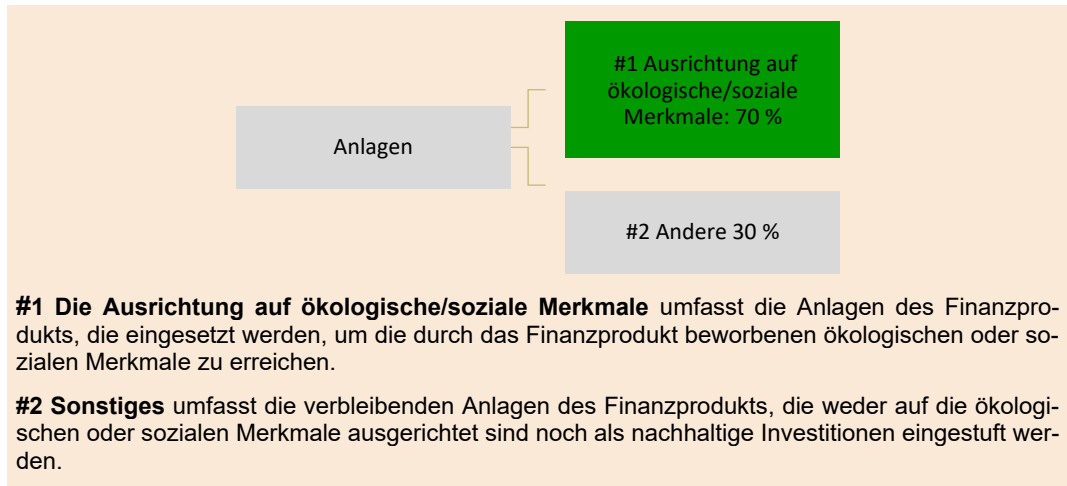 #1 Ausrichtung auf
ökologische/soziale
Merkmale: 70 %
Anlagen
#2 Andere 30 %
#1 Die Ausrichtung auf ökologische/soziale Merkmale umfasst die Anlagen des Finanzpro-
dukts, die eingesetzt werden, um die durch das Finanzprodukt beworbenen ökologischen oder so-
zialen Merkmale zu erreichen.
#2 Sonstiges umfasst die verbleibenden Anlagen des Finanzprodukts, die weder auf die ökologi-
schen oder sozialen Merkmale ausgerichtet sind noch als nachhaltige Investitionen eingestuft wer-
den.